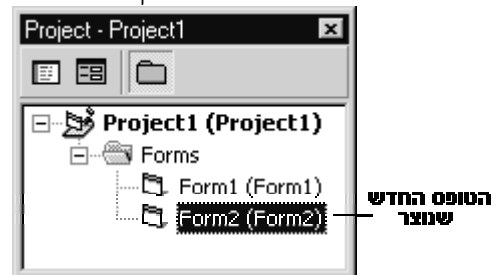 Project - Project1
Project1 (Project1)
Forms
Form1 (Form1)
Form2 (Form2)
הטופס החדש
שנוצר